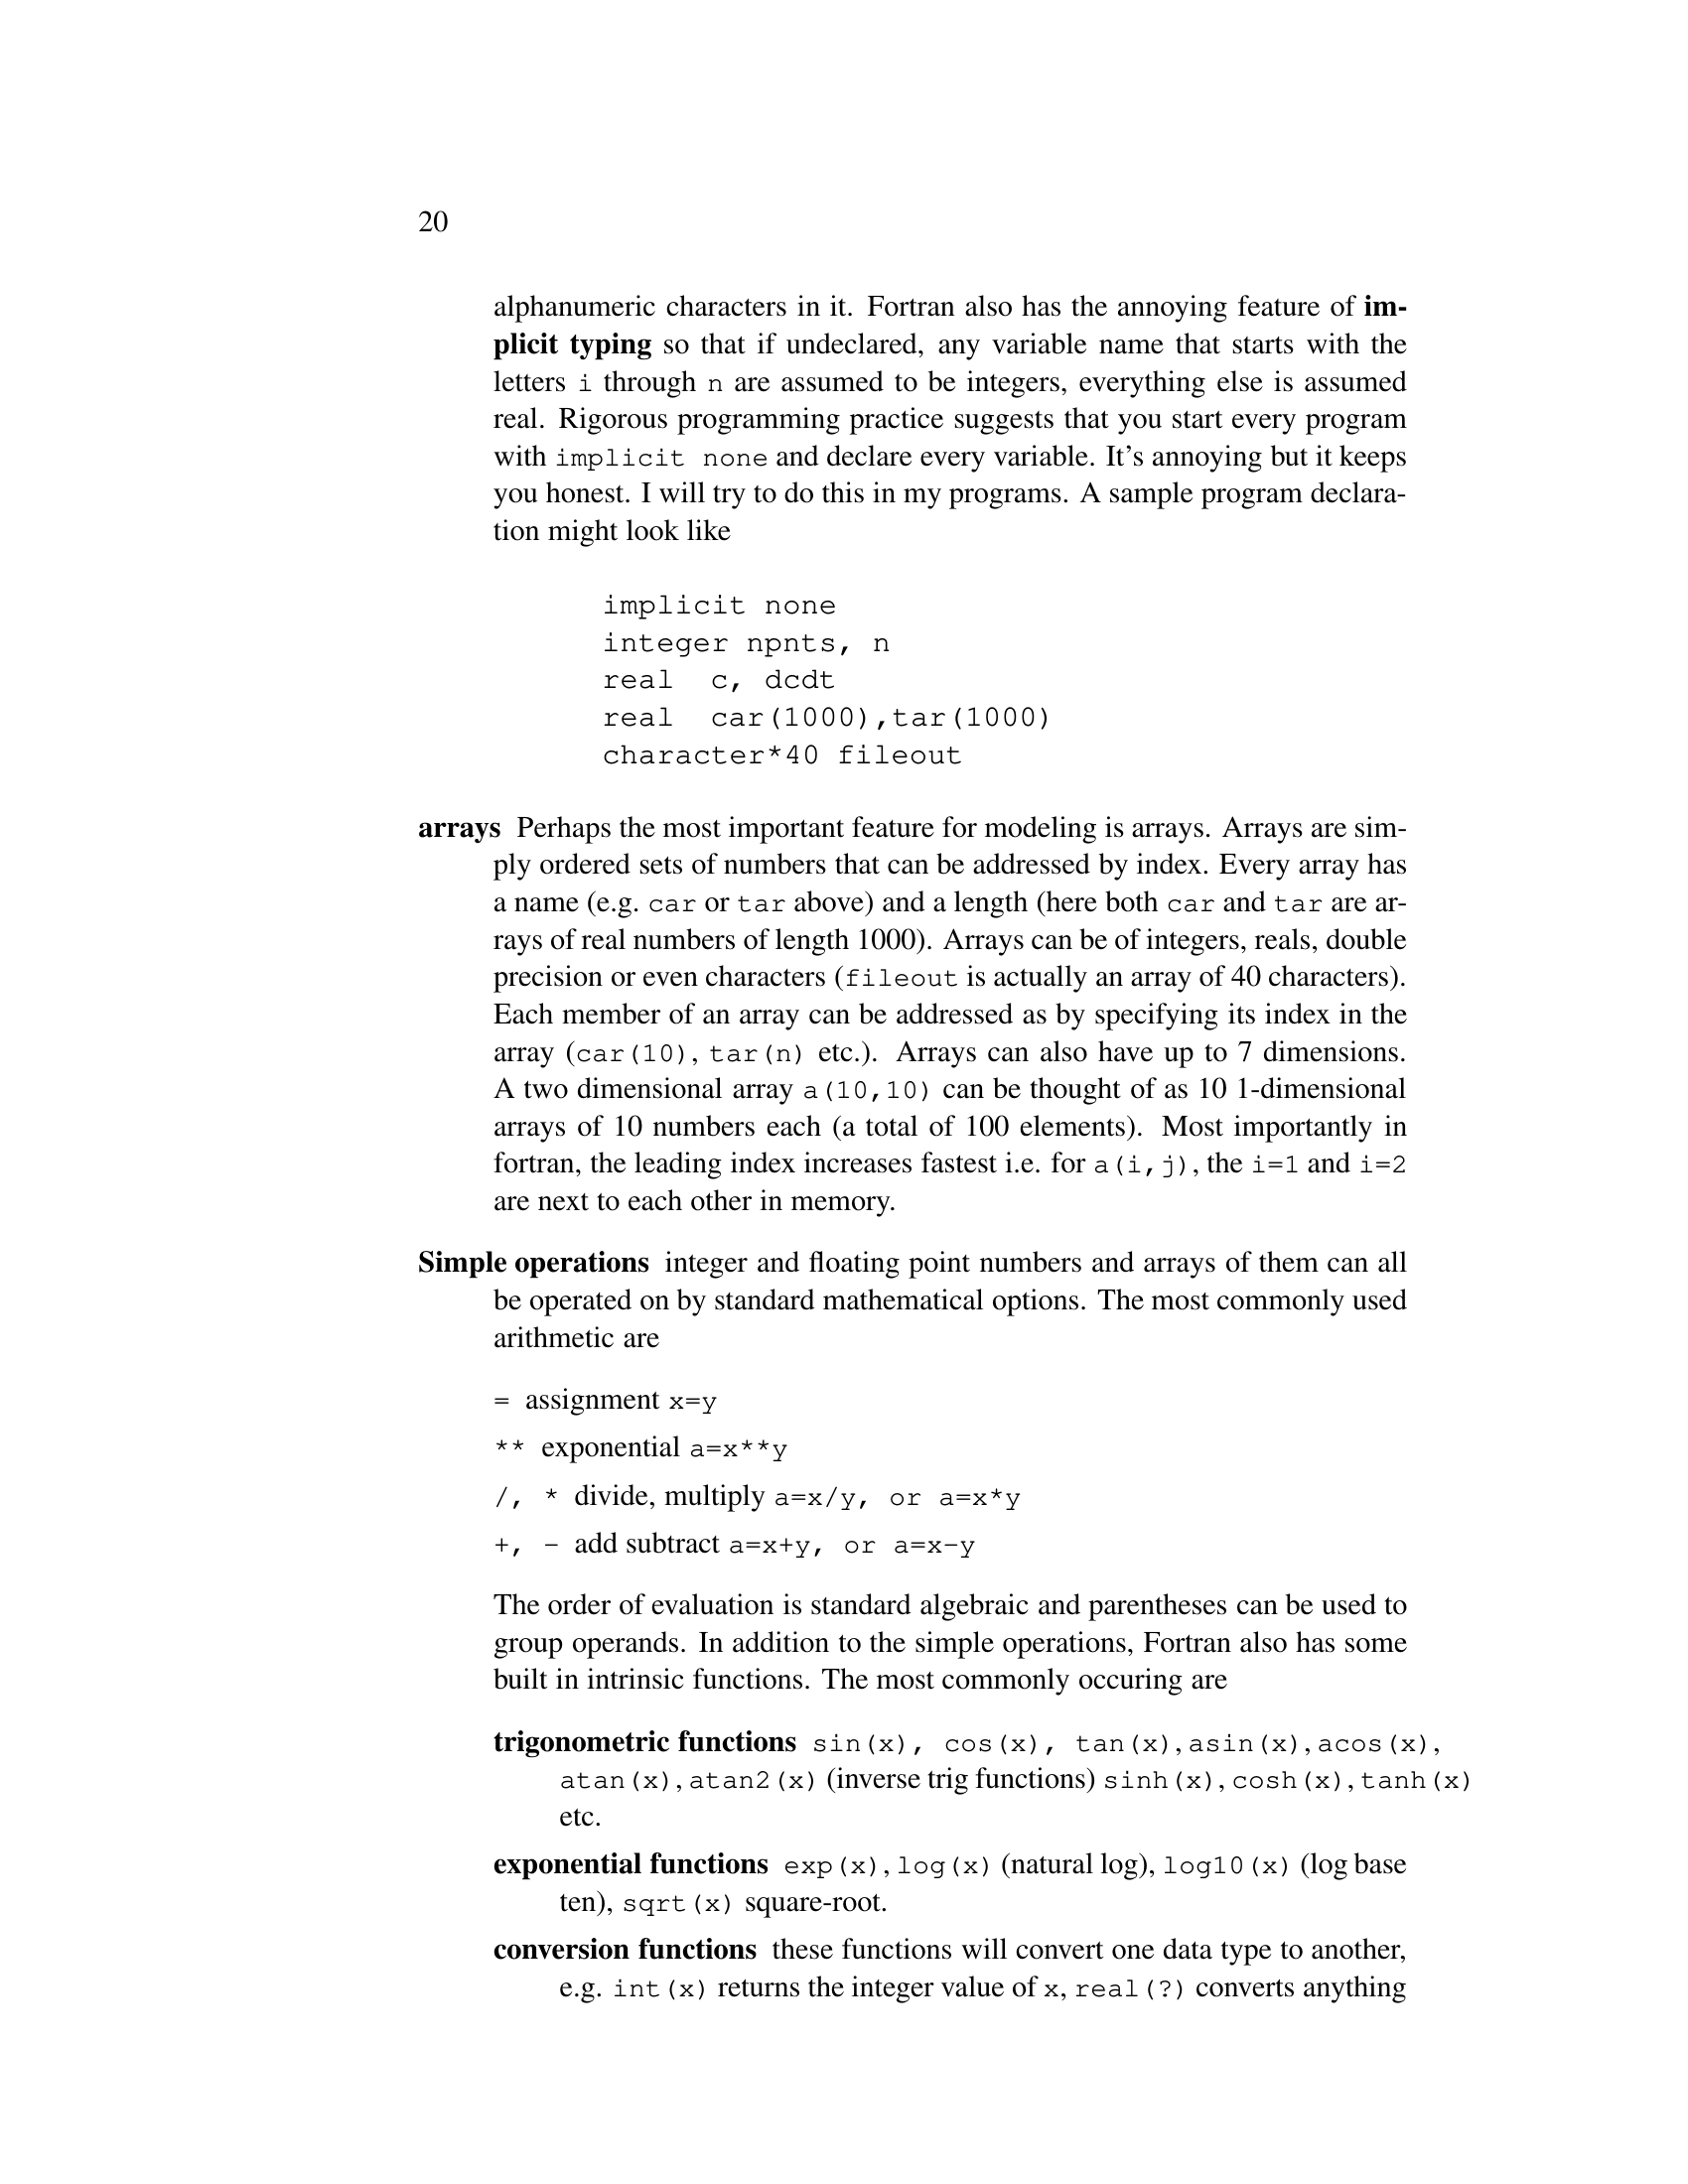 20
alphanumeric characters in it. Fortran also has the annoying feature of im-
plicit typing so that if undeclared, any variable name that starts with the
letters i through n are assumed to be integers, everything else is assumed
real. Rigorous programming practice suggests that you start every program
with implicit none and declare every variable. It's annoying but it keeps
you honest. I will try to do this in my programs. A sample program declara-
tion might look like
implicit none
integer npnts, n
real  c, dcdt
real  car(1000),tar(1000)
character*40 fileout
arrays Perhaps the most important feature for modeling is arrays. Arrays are sim-
ply ordered sets of numbers that can be addressed by index. Every array has
a name (e.g. car or tar above) and a length (here both car and tar are ar-
rays of real numbers of length 1000). Arrays can be of integers, reals, double
precision or even characters (fileout is actually an array of 40 characters).
Each member of an array can be addressed as by specifying its index in the
array (car(10), tar(n) etc.). Arrays can also have up to 7 dimensions.
A two dimensional array a(10,10) can be thought of as 10 1-dimensional
arrays of 10 numbers each (a total of 100 elements). Most importantly in
fortran, the leading index increases fastest i.e. for a(i,j), the i=1 and i=2
are next to each other in memory.
Simple operations integer and floating point numbers and arrays of them can all
be operated on by standard mathematical options. The most commonly used
arithmetic are
= assignment x=y
** exponential a=x**y
/, * divide, multiply a=x/y, or a=x*y
+, - add subtract a=x+y, or a=x-y
The order of evaluation is standard algebraic and parentheses can be used to
group operands. In addition to the simple operations, Fortran also has some
built in intrinsic functions. The most commonly occuring are
trigonometric functions sin(x), cos(x), tan(x),asin(x),acos(x),
atan(x),atan2(x) (inverse trig functions) sinh(x),cosh(x),tanh(x)
etc.
exponential functions exp(x),log(x) (natural log), log10(x) (log base
ten), sqrt(x) square-root.
conversion functions these functions will convert one data type to another,
e.g. int(x) returns the integer value of x, real(?) converts anything